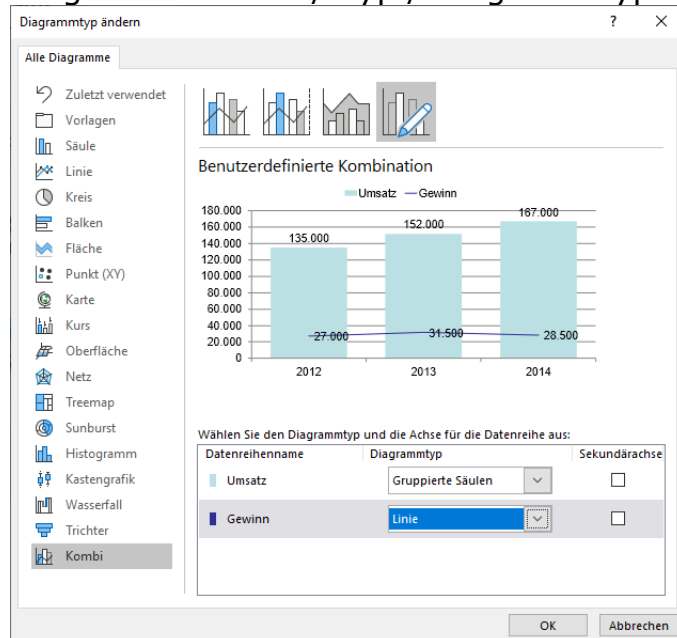 Diagrammtyp ändern ? ×
Alle Diagramme
Zuletzt verwendet
Vorlagen
Säule
Linie
Kreis
Balken
Fläche
Punkt (XY)
Karte
Kurs
Oberfläche
Netz
Treemap
Sunburst
Histogramm
Kastengrafik
Wasserfall
Trichter
Kombi
Benutzerdefinierte Kombination
Umsatz Gewinn
180.000
160.000
140.000
120.000
100.000
80.000
60.000
40.000
20.000
0
135.000
152.000
167.000
27.000
31.500
28.500
2012 2013 2014
Wählen Sie den Diagrammtyp und die Achse für die Datenreihe aus:
Datenreihenname Diagrammtyp Sekundärachse
Umsatz Gruppierte Säulen
Gewinn Linie
OK Abbrechen